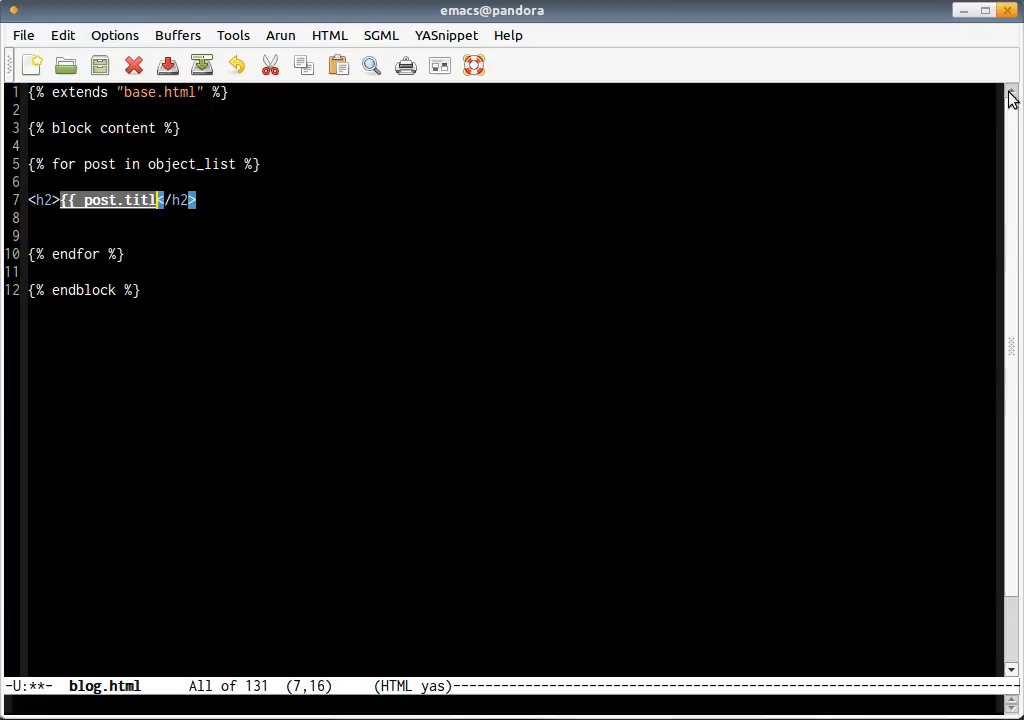 emacs@pandora
File Edit Options Buffers Tools Arun HTML SGML YASnippet Help
1 {% extends "base.html" %}
2
3 {% block content %}
4
5 {% for post in object_list %}
6
7 <h2>{{ post.titl</h2>
8
9
10 {% endfor %}
11
12 {% endblock %}
-U:**- blog.html All of 131 (7,16) (HTML yas)----------------------------------------------------------------------